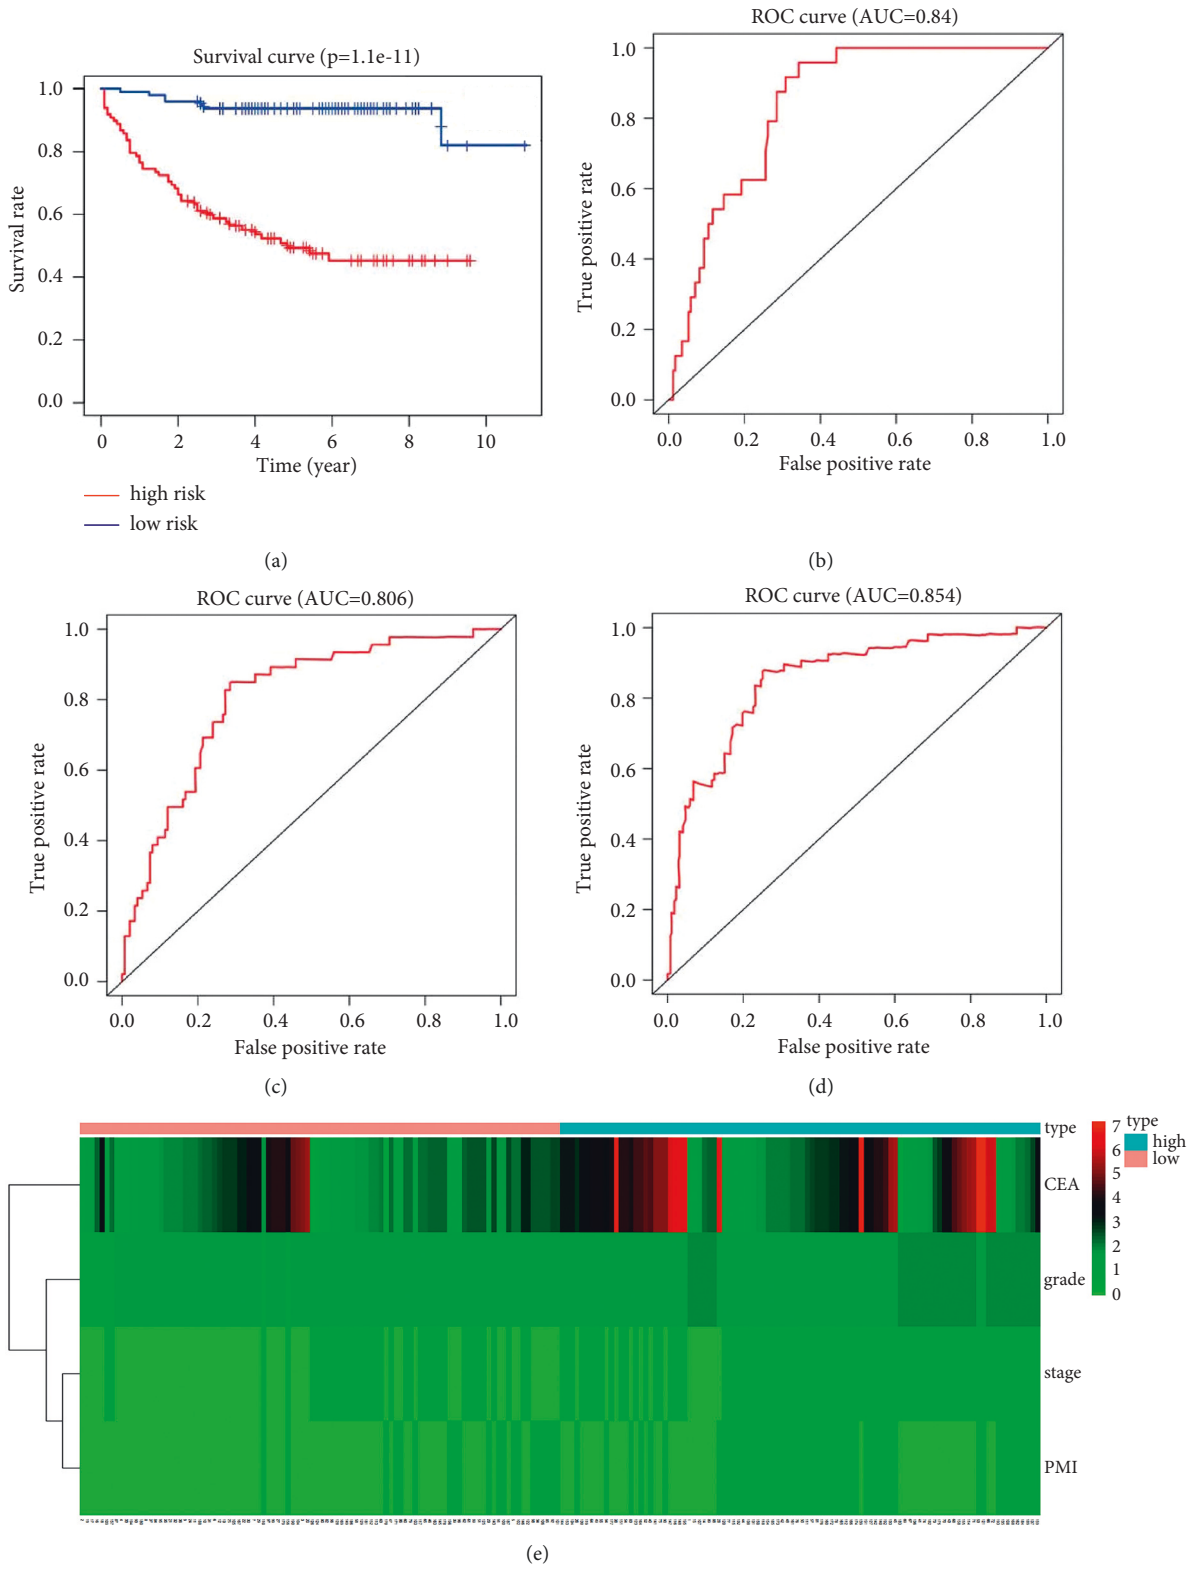 Survival curve (p=1.1e-11)
1.0
0.8
0.6
0.4
0.2
0.0
Survival rate
0 2 4 6 8 10
Time (year)
high risk
low risk
(a)
ROC curve (AUC=0.84)
1.0
0.8
0.6
0.4
0.2
0.0
True positive rate
0.0 0.2 0.4 0.6 0.8 1.0
False positive rate
(b)
ROC curve (AUC=0.806)
1.0
0.8
0.6
0.4
0.2
0.0
True positive rate
0.0 0.2 0.4 0.6 0.8 1.0
False positive rate
(c)
ROC curve (AUC=0.854)
1.0
0.8
0.6
0.4
0.2
0.0
True positive rate
0.0 0.2 0.4 0.6 0.8 1.0
False positive rate
(d)
type
CEA
grade
stage
PMI
7
6
5
4
3
2
1
0
type
high
low
(e)